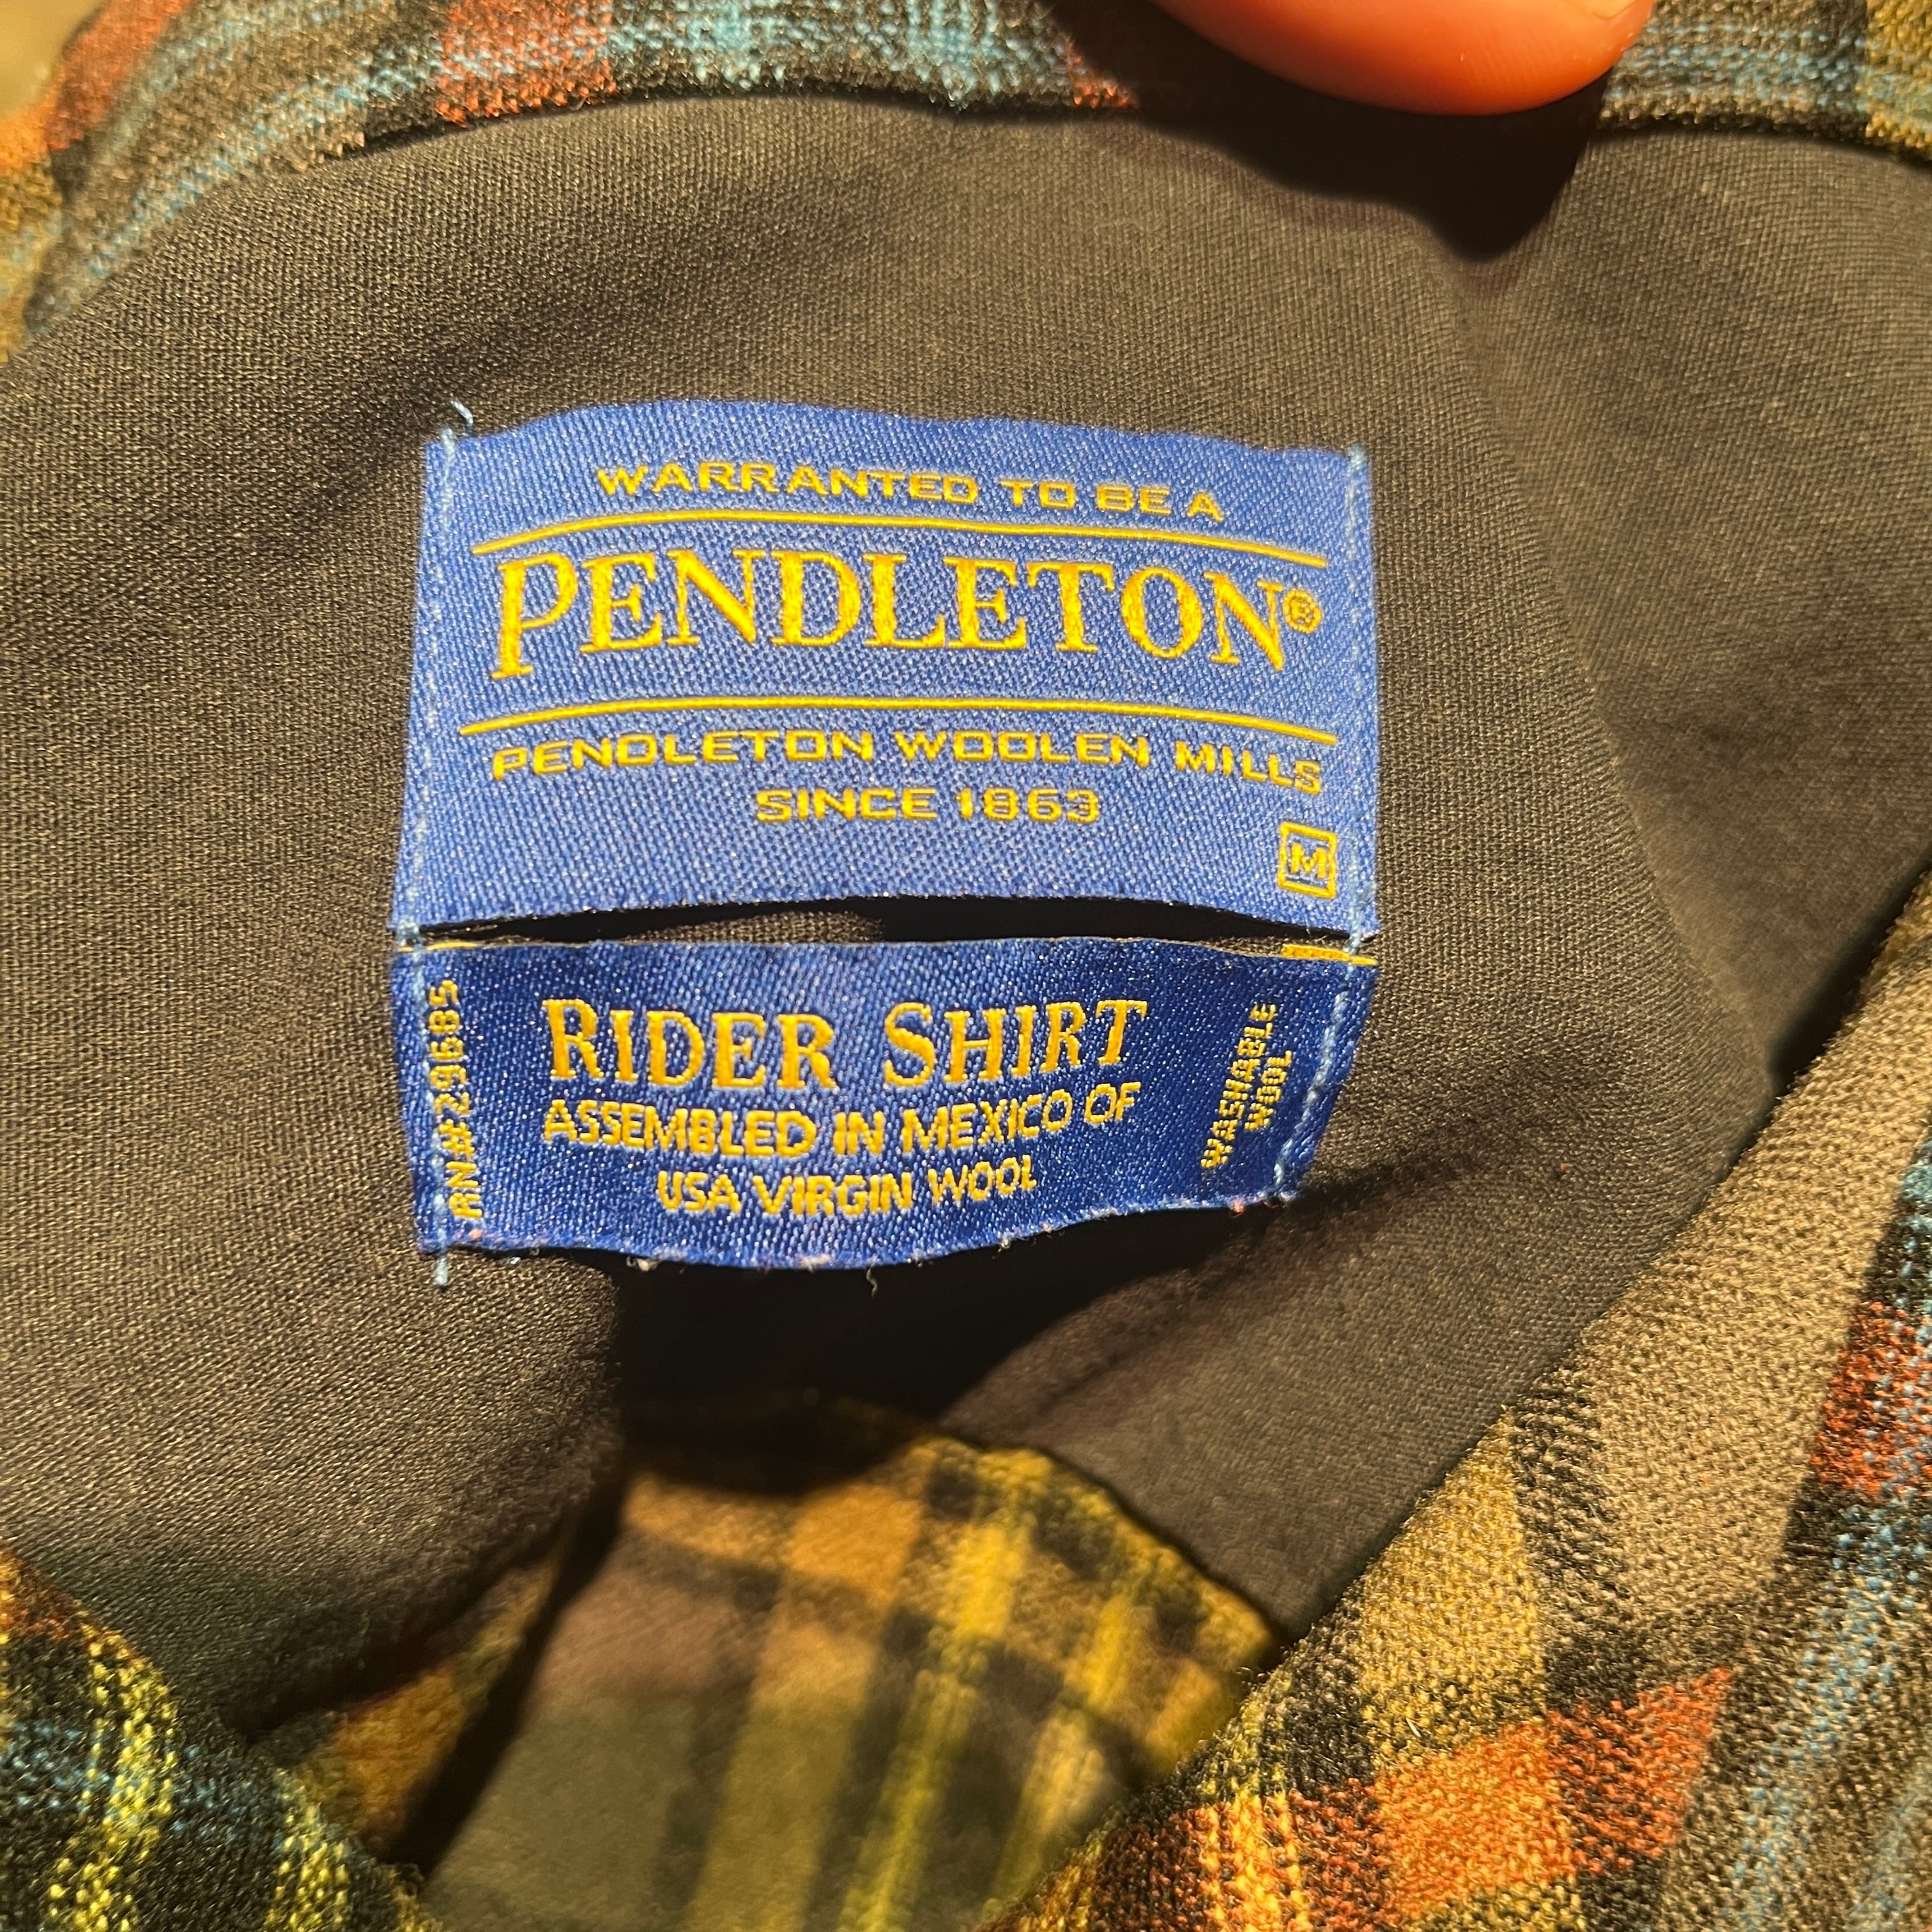 WARRANTED TO BE A
PENDLETON®
PENDLETON WOOLEN MILLS
SINCE 1863
M
RN#29685
RIDER SHIRT
ASSEMBLED IN MEXICO OF
USA VIRGIN WOOL
WASHABLE
WOOL